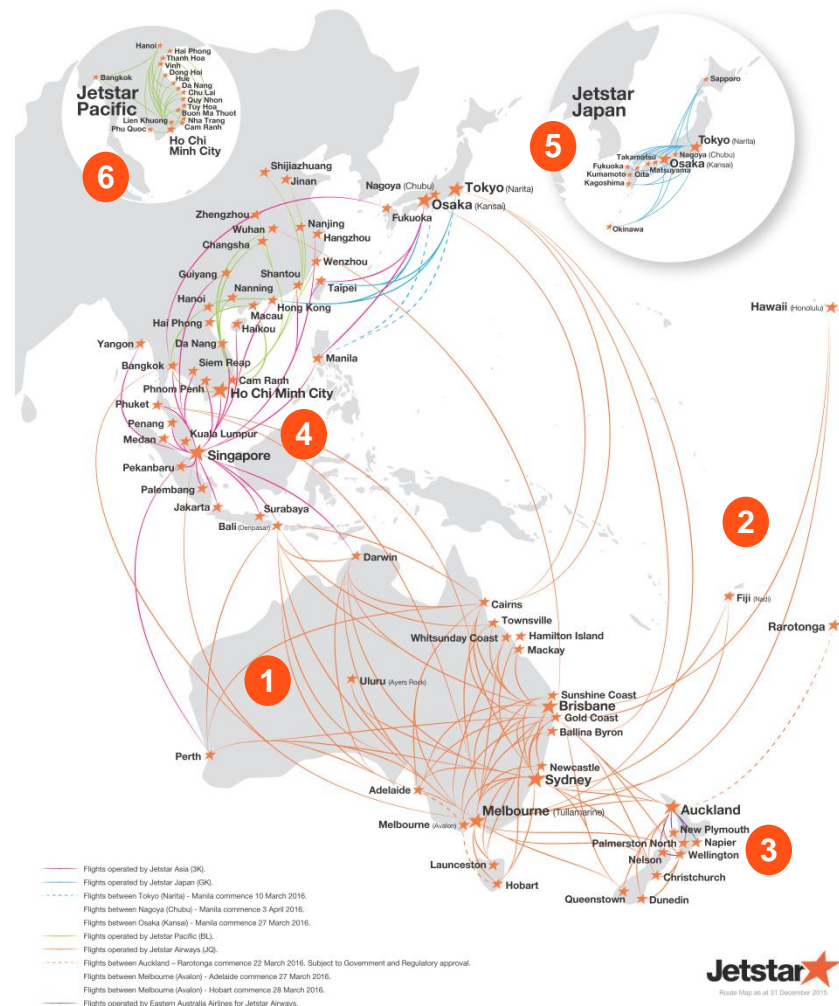 Hanoi
Hai Phong
Thanh Hoa
Vinh
Dong Hoi
Hue
Bangkok
Da Nang
Chu Lai
Quy Nhon
Tuy Hoa
Buon Ma Thuot
Nha Trang
Cam Ranh
Lien Khuong
Phu Quoc
Jetstar
Pacific
Ho Chi
Minh City
6
Jetstar
Japan
5
Sapporo
Tokyo (Narita)
Nagoya (Chubu)
Osaka (Kansai)
Takamatsu
Matsuyama
Fukuoka
Oita
Kumamoto
Kagoshima
Okinawa
Shijiazhuang
Jinan
Nagoya (Chubu)
Tokyo (Narita)
Osaka (Kansai)
Fukuoka
Zhengzhou
Nanjing
Wuhan
Hangzhou
Changsha
Wenzhou
Guiyang
Shantou
Taipei
Nanning
Hanoi
Hong Kong
Macau
Hai Phong
Haikou
Hawaii (Honolulu)
Yangon
Da Nang
Manila
Bangkok
Siem Reap
Cam Ranh
Phnom Penh
Ho Chi Minh City
Phuket
Penang
Kuala Lumpur
4
Medan
Singapore
Pekanbaru
Palembang
Jakarta
Surabaya
Bali (Denpasar)
2
Darwin
Fiji (Nadi)
Cairns
Rarotonga
Townsville
Whitsunday Coast
Hamilton Island
Mackay
1
Uluru (Ayers Rock)
Sunshine Coast
Brisbane
Gold Coast
Ballina Byron
Perth
Newcastle
Sydney
Adelaide
Melbourne (Tullamarine)
Auckland
Melbourne (Avalon)
New Plymouth
Palmerston North
Napier
3
Nelson
Wellington
Launceston
Christchurch
Hobart
Queenstown
Dunedin
Flights operated by Jetstar Asia (3K).
Flights operated by Jetstar Japan (GK).
Flights between Tokyo (Narita) - Manila commence 10 March 2016.
Flights between Nagoya (Chubu) - Manila commence 3 April 2016.
Flights between Osaka (Kansai) - Manila commence 27 March 2016.
Flights operated by Jetstar Pacific (BL).
Flights operated by Jetstar Airways (JQ).
Flights between Auckland – Rarotonga commence 22 March 2016. Subject to Government and Regulatory approval.
Flights between Melbourne (Avalon) - Adelaide commence 27 March 2016.
Flights between Melbourne (Avalon) - Hobart commence 28 March 2016.
Flights operated by Eastern Australia Airlines for Jetstar Airways.
Jetstar
Route Map as at 31 December 2015